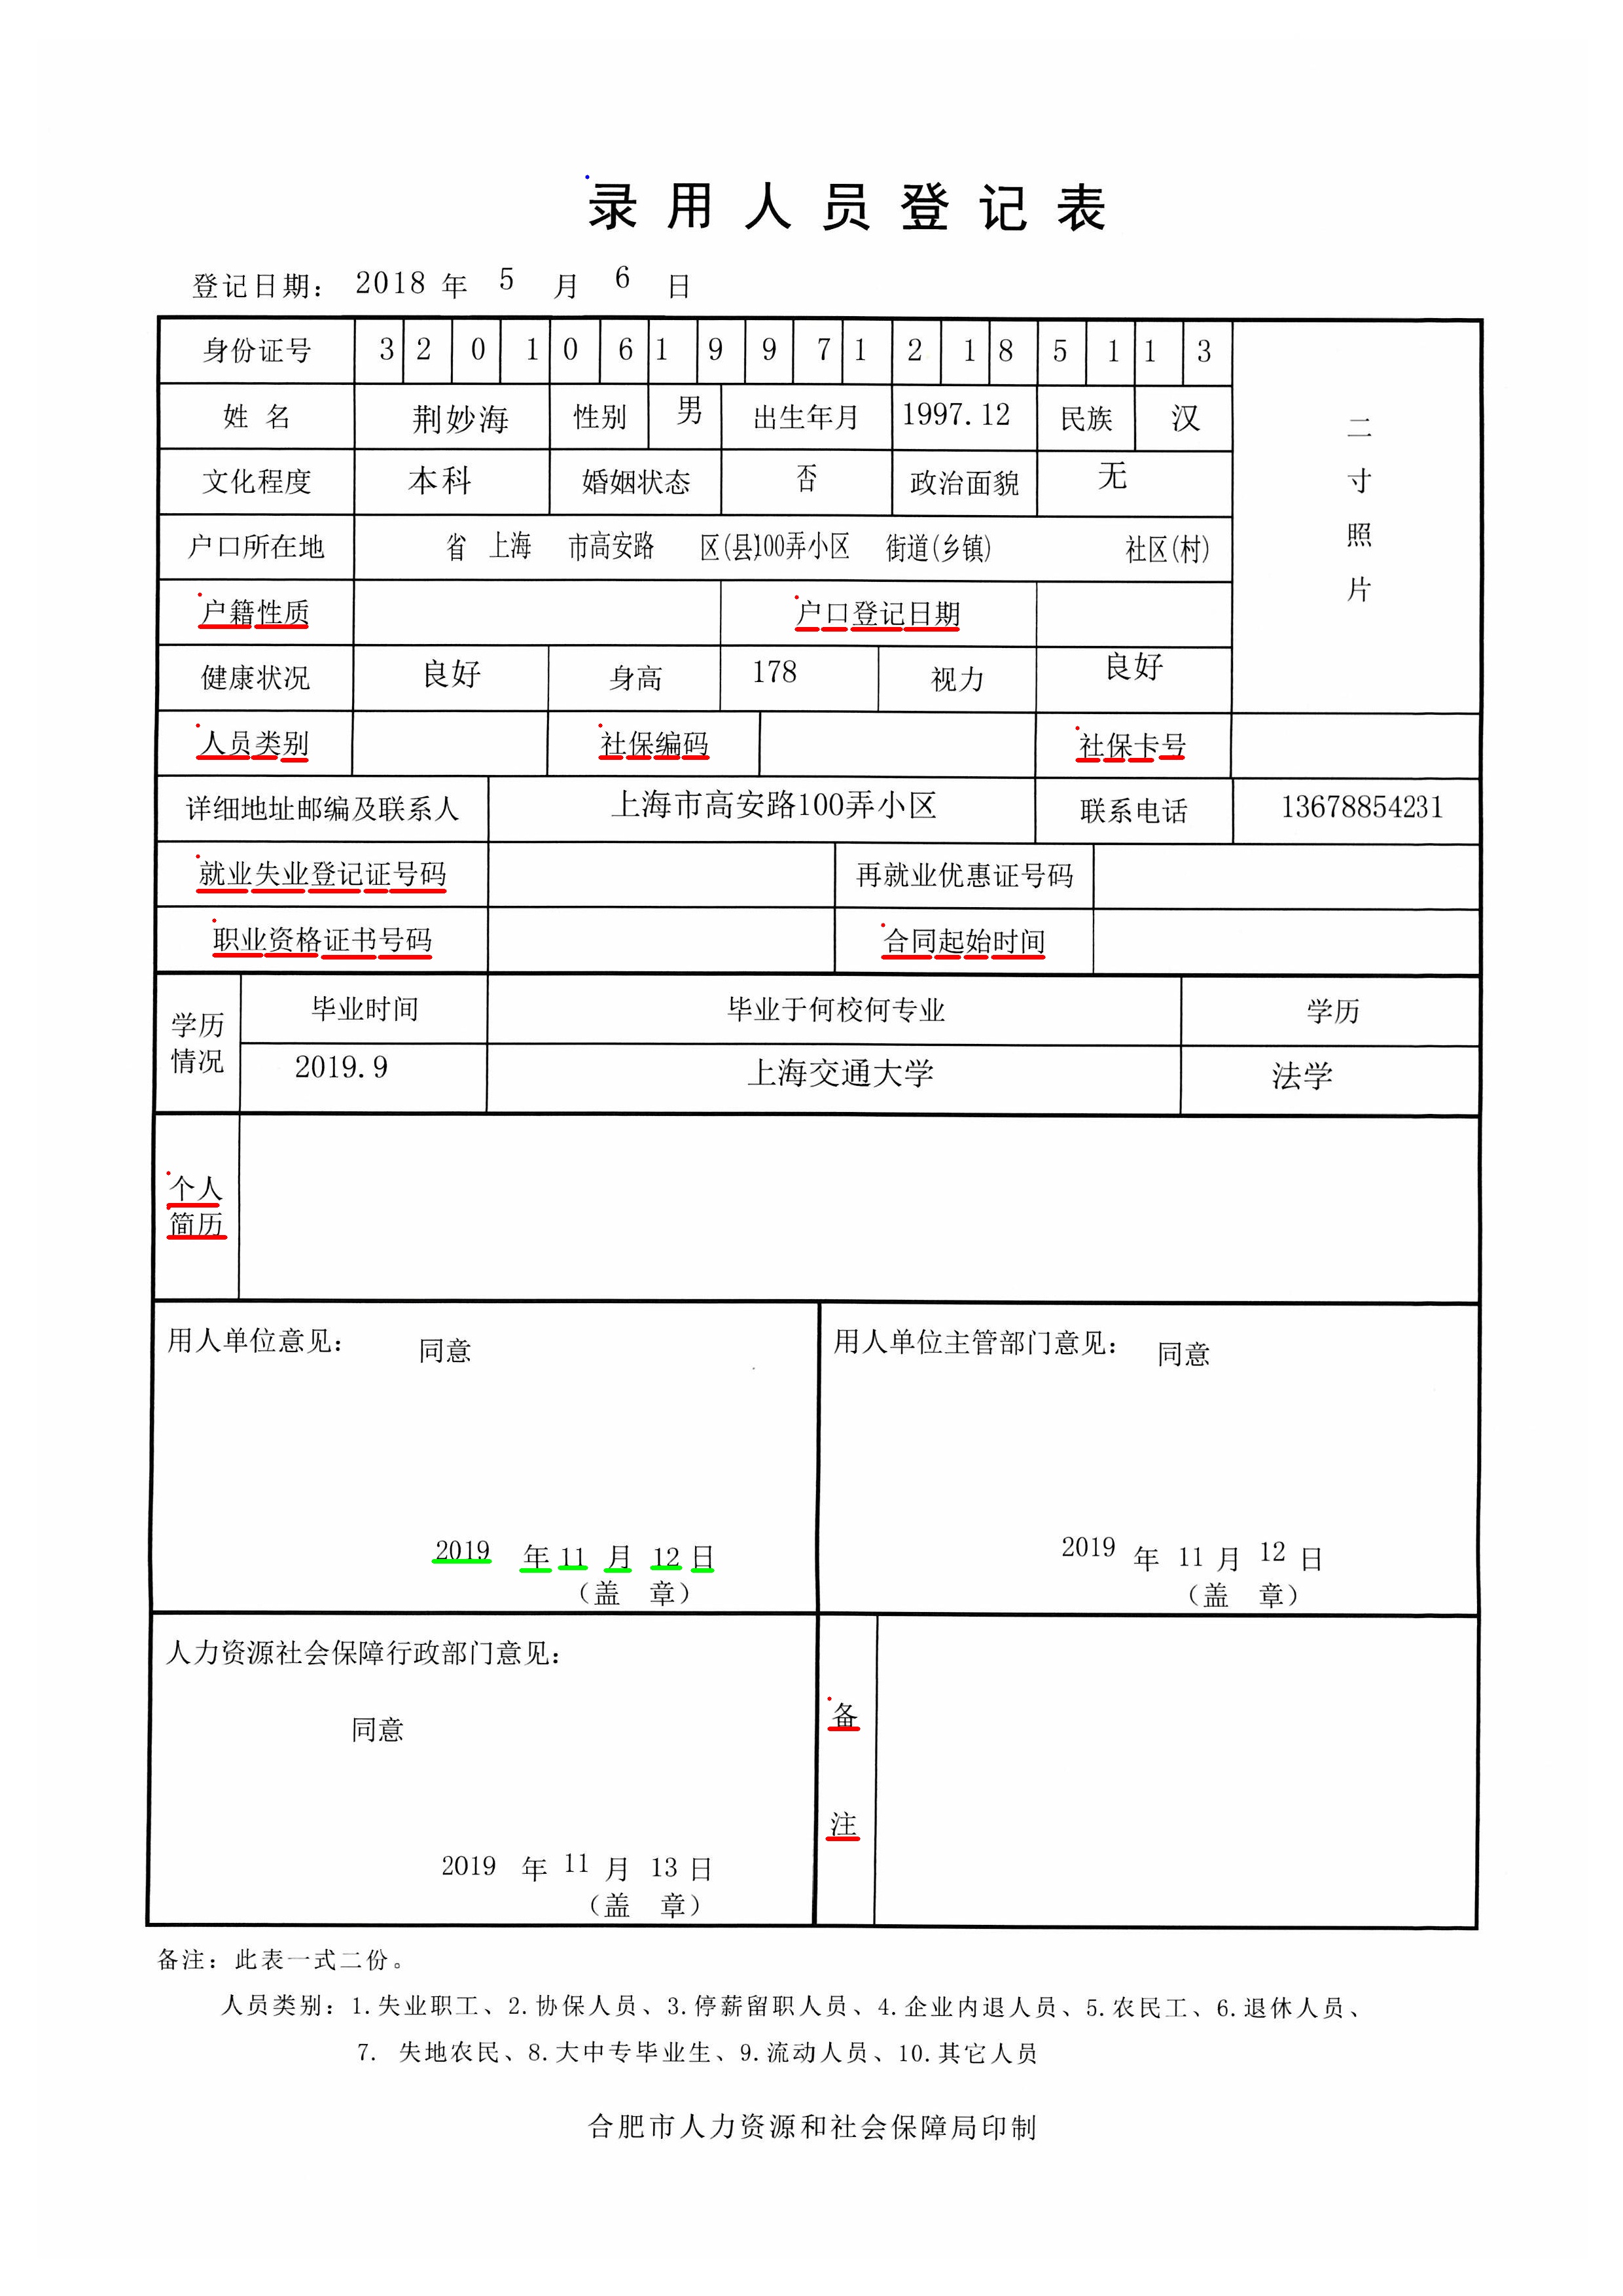 录用人员登记表
登记日期： 2018 年 5 月 6 日
身份证号 3 2 0 1 0 6 1 9 9 7 1 2 1 8 5 1 1 3
姓 名 荆妙海 性别 男 出生年月 1997.12 民族 汉
二寸照片
文化程度 本科 婚姻状态 否 政治面貌 无
户口所在地 省 上海 市高安路 区(县)100弄小区 街道(乡镇) 社区(村)
户籍性质 户口登记日期
健康状况 良好 身高 178 视力 良好
人员类别 社保编码 社保卡号
详细地址邮编及联系人 上海市高安路100弄小区 联系电话 13678854231
就业失业登记证号码 再就业优惠证号码
职业资格证书号码 合同起始时间
学历情况 毕业时间 毕业于何校何专业 学历
2019.9 上海交通大学 法学
个人
简历
用人单位意见： 同意
2019 年 11 月 12 日
（盖 章）
用人单位主管部门意见： 同意
2019 年 11 月 12 日
（盖 章）
人力资源社会保障行政部门意见：
同意
2019 年 11 月 13 日
（盖 章）
备
注
备注：此表一式二份。
人员类别：1.失业职工、2.协保人员、3.停薪留职人员、4.企业内退人员、5.农民工、6.退休人员、
7. 失地农民、8.大中专毕业生、9.流动人员、10.其它人员
合肥市人力资源和社会保障局印制